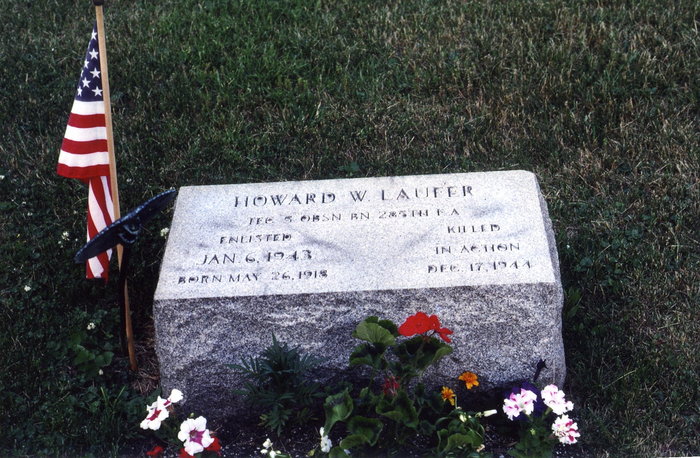 HOWARD W. LAUFER
TEC 5 OBSN BN 285TH F.A.
ENLISTED
JAN. 6, 1943
BORN MAY 26, 1918
KILLED
IN ACTION
DEC. 17, 1944